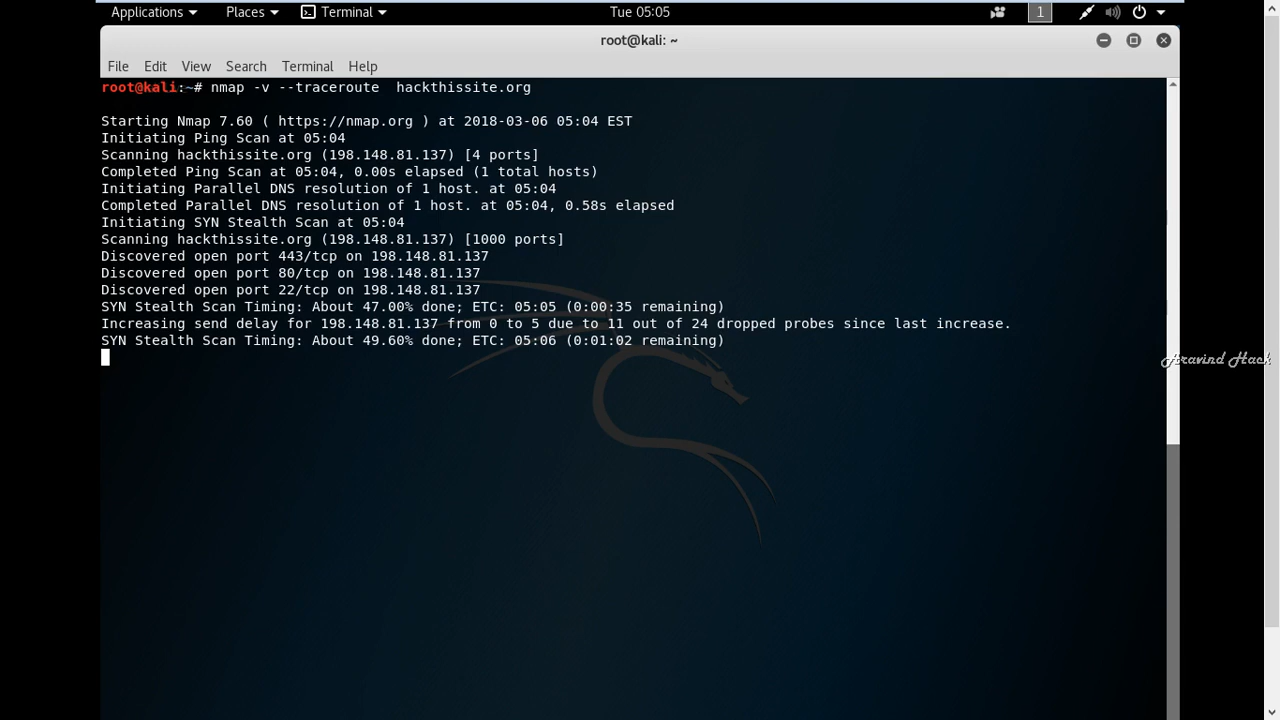 Applications Places Terminal Tue 05:05 1
root@kali: ~
File Edit View Search Terminal Help
root@kali:~# nmap -v --traceroute  hackthissite.org
Starting Nmap 7.60 ( https://nmap.org ) at 2018-03-06 05:04 EST
Initiating Ping Scan at 05:04
Scanning hackthissite.org (198.148.81.137) [4 ports]
Completed Ping Scan at 05:04, 0.00s elapsed (1 total hosts)
Initiating Parallel DNS resolution of 1 host. at 05:04
Completed Parallel DNS resolution of 1 host. at 05:04, 0.58s elapsed
Initiating SYN Stealth Scan at 05:04
Scanning hackthissite.org (198.148.81.137) [1000 ports]
Discovered open port 443/tcp on 198.148.81.137
Discovered open port 80/tcp on 198.148.81.137
Discovered open port 22/tcp on 198.148.81.137
SYN Stealth Scan Timing: About 47.00% done; ETC: 05:05 (0:00:35 remaining)
Increasing send delay for 198.148.81.137 from 0 to 5 due to 11 out of 24 dropped probes since last increase.
SYN Stealth Scan Timing: About 49.60% done; ETC: 05:06 (0:01:02 remaining)
Aravind Hack